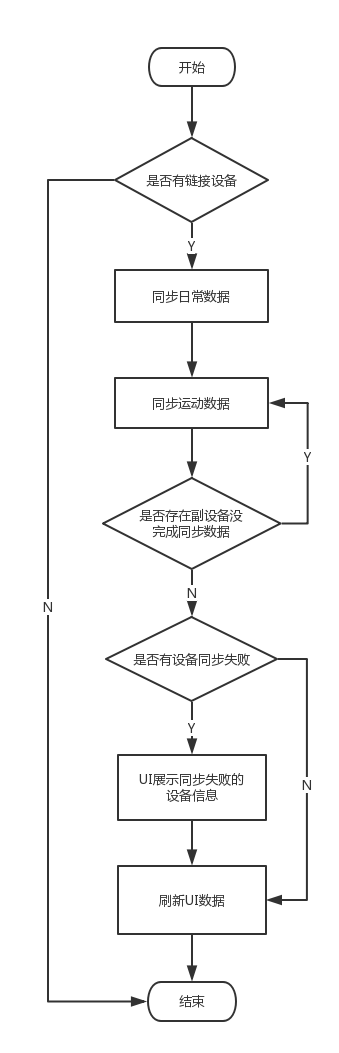 开始
是否有链接设备
Y
同步日常数据
同步运动数据
Y
是否存在副设备没
完成同步数据
N
N
是否有设备同步失败
Y
UI展示同步失败的
设备信息
N
刷新UI数据
结束